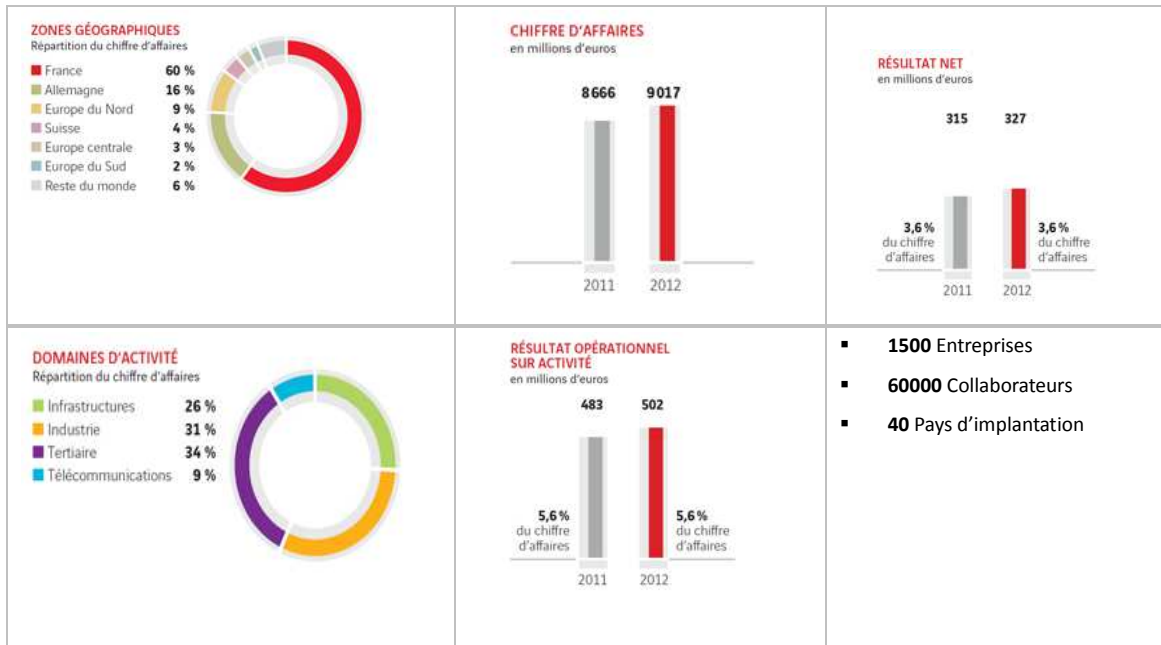 ZONES GÉOGRAPHIQUES
Répartition du chiffre d'affaires
France 60 %
Allemagne 16 %
Europe du Nord 9 %
Suisse 4 %
Europe centrale 3 %
Europe du Sud 2 %
Reste du monde 6 %
CHIFFRE D'AFFAIRES
en millions d'euros
8 666 9 017
2011 2012
RÉSULTAT NET
en millions d'euros
315 327
3,6 % 3,6 %
du chiffre du chiffre
d'affaires d'affaires
2011 2012
DOMAINES D'ACTIVITÉ
Répartition du chiffre d'affaires
Infrastructures 26 %
Industrie 31 %
Tertiaire 34 %
Télécommunications 9 %
RÉSULTAT OPÉRATIONNEL
SUR ACTIVITÉ
en millions d'euros
483 502
5,6 % 5,6 %
du chiffre du chiffre
d'affaires d'affaires
2011 2012
▪ 1500 Entreprises
▪ 60000 Collaborateurs
▪ 40 Pays d'implantation